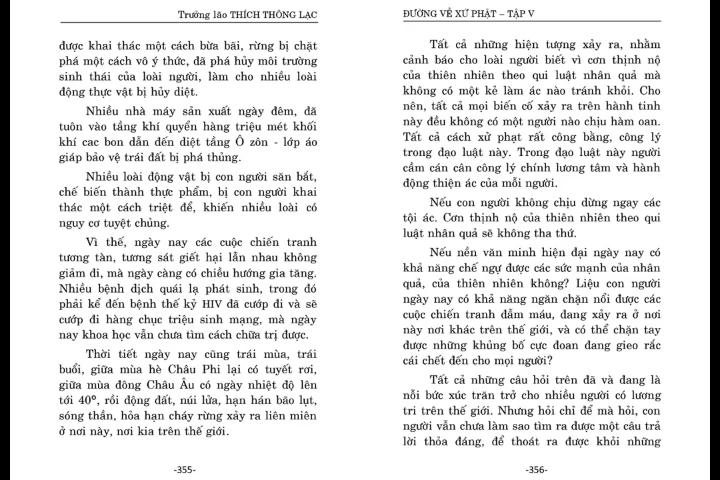 Trưởng lão THÍCH THÔNG LẠC
được khai thác một cách bừa bãi, rừng bị chặt
phá một cách vô ý thức, đã phá hủy môi trường
sinh thái của loài người, làm cho nhiều loài
động thực vật bị hủy diệt.
Nhiều nhà máy sản xuất ngày đêm, đã
tuôn vào tầng khí quyển hàng triệu mét khối
khí cac bon dẫn đến diệt tầng Ô zôn - lớp áo
giáp bảo vệ trái đất bị phá thủng.
Nhiều loài động vật bị con người săn bắt,
chế biến thành thực phẩm, bị con người khai
thác một cách triệt để, khiến nhiều loài có
nguy cơ tuyệt chủng.
Vì thế, ngày nay các cuộc chiến tranh
tương tàn, tương sát giết hại lẫn nhau không
giảm đi, mà ngày càng có chiều hướng gia tăng.
Nhiều bệnh dịch quái lạ phát sinh, trong đó
phải kể đến bệnh thế kỷ HIV đã cướp đi và sẽ
cướp đi hàng chục triệu sinh mạng, mà ngày
nay khoa học vẫn chưa tìm cách chữa trị được.
Thời tiết ngày nay cũng trái mùa, trái
buổi, giữa mùa hè Châu Phi lại có tuyết rơi,
giữa mùa đông Châu Âu có ngày nhiệt độ lên
tới 40º, rồi động đất, núi lửa, hạn hán bão lụt,
sóng thần, hỏa hạn cháy rừng xảy ra liên miên
ở nơi này, nơi kia trên thế giới.
-355-
ĐƯỜNG VỀ XỨ PHẬT – TẬP V
Tất cả những hiện tượng xảy ra, nhằm
cảnh báo cho loài người biết vì cơn thịnh nộ
của thiên nhiên theo qui luật nhân quả mà
không có một kẻ làm ác nào tránh khỏi. Cho
nên, tất cả mọi biến cố xảy ra trên hành tinh
này đều không có một người nào chịu hàm oan.
Tất cả cách xử phạt rất công bằng, công lý
trong đạo luật này. Trong đạo luật này người
cầm cán cân công lý chính lương tâm và hành
động thiện ác của mỗi người.
Nếu con người không chịu dừng ngay các
tội ác. Cơn thịnh nộ của thiên nhiên theo qui
luật nhân quả sẽ không tha thứ.
Nếu nền văn minh hiện đại ngày nay có
khả năng chế ngự được các sức mạnh của nhân
quả, của thiên nhiên không? Liệu con người
ngày nay có khả năng ngăn chặn nổi được các
cuộc chiến tranh đẫm máu, đang xảy ra ở nơi
này nơi khác trên thế giới, và có thể chặn tay
được những khủng bố cực đoan đang gieo rắc
cái chết đến cho mọi người?
Tất cả những câu hỏi trên đã và đang là
nỗi bức xúc trăn trở cho nhiều người có lương
tri trên thế giới. Nhưng hỏi chỉ để mà hỏi, con
người vẫn chưa làm sao tìm ra được một câu trả
lời thỏa đáng, để thoát ra được khỏi những
-356-